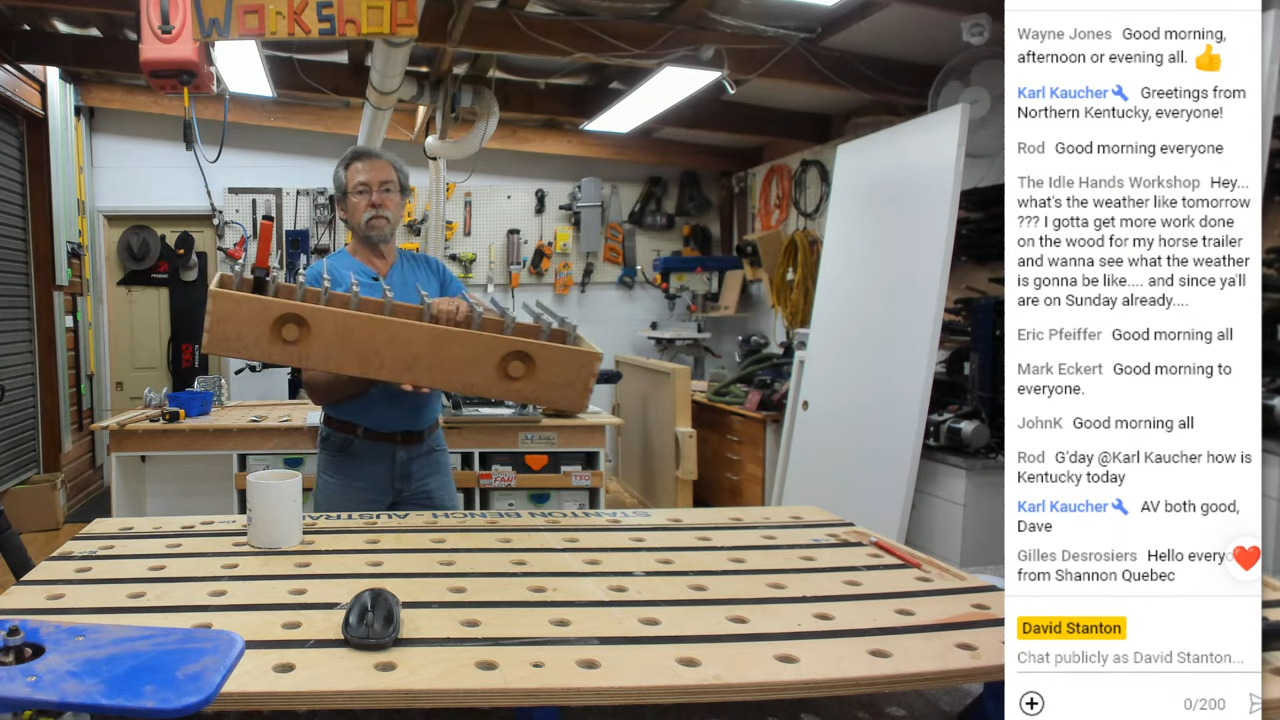 Workshop
STANTON BENCH - AUSTRA
TSO
PRODUCTS
FAN!
TSO
Wayne Jones Good morning,
afternoon or evening all. 👍
Karl Kaucher Greetings from
Northern Kentucky, everyone!
Rod Good morning everyone
The Idle Hands Workshop Hey...
what's the weather like tomorrow
??? I gotta get more work done
on the wood for my horse trailer
and wanna see what the weather
is gonna be like.... and since ya'll
are on Sunday already....
Eric Pfeiffer Good morning all
Mark Eckert Good morning to
everyone.
JohnK Good morning all
Rod G'day @Karl Kaucher how is
Kentucky today
Karl Kaucher AV both good,
Dave
Gilles Desrosiers Hello everyo
from Shannon Quebec
David Stanton
Chat publicly as David Stanton...
0/200